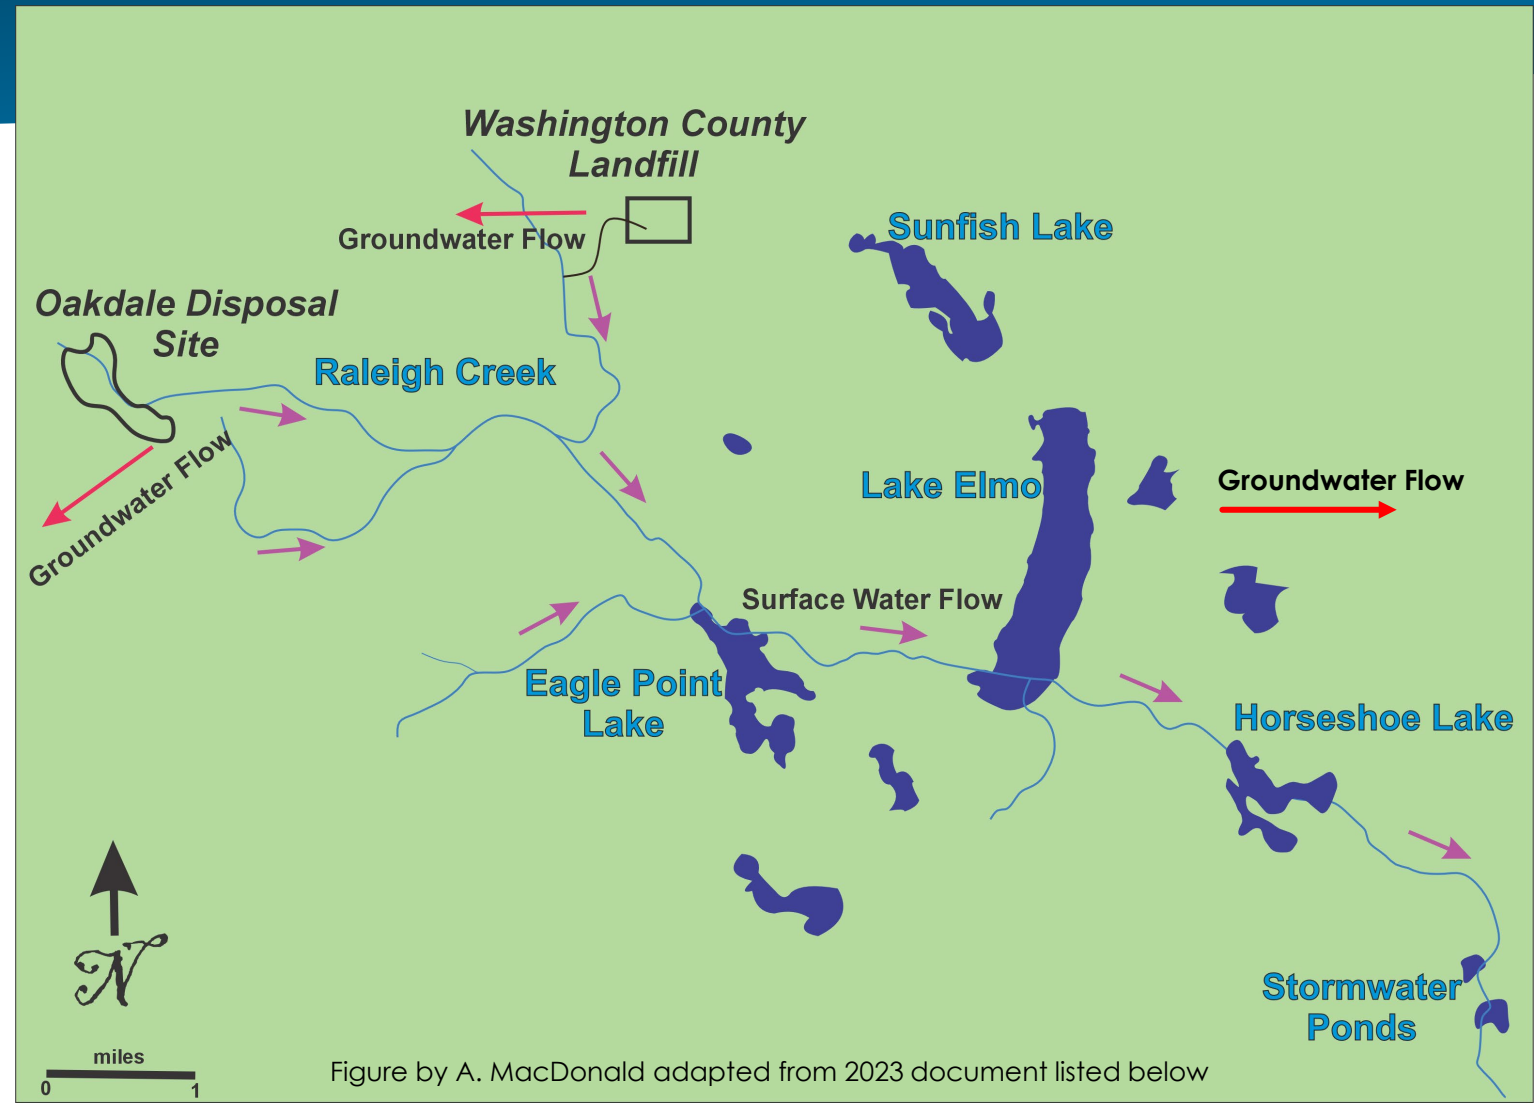 Washington County
Landfill
Groundwater Flow
Sunfish Lake
Oakdale Disposal
Site
Raleigh Creek
Groundwater Flow
Lake Elmo
Groundwater Flow
Surface Water Flow
Eagle Point
Lake
Horseshoe Lake
Stormwater
Ponds
N
miles
0 1
Figure by A. MacDonald adapted from 2023 document listed below